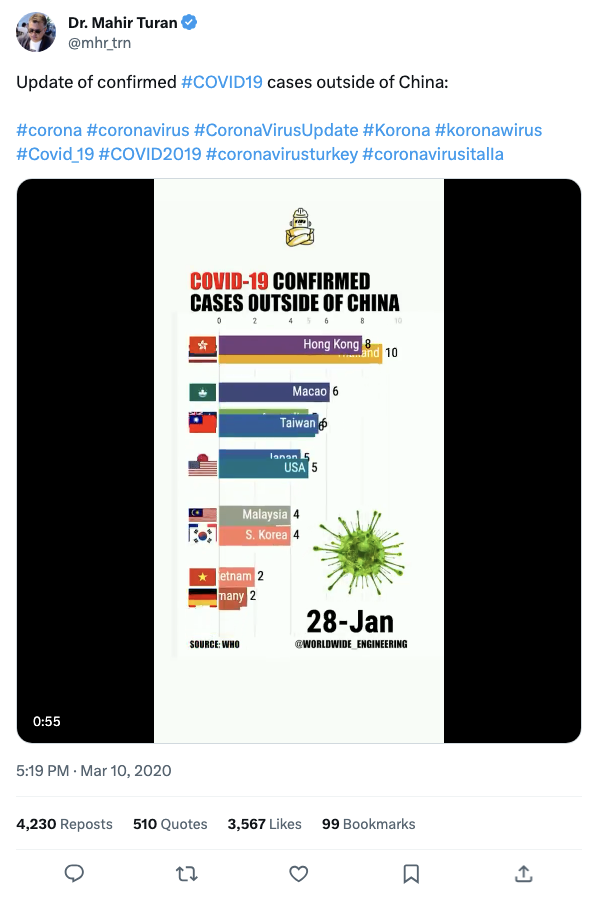 Dr. Mahir Turan
@mhr_trn
Update of confirmed #COVID19 cases outside of China:
#corona #coronavirus #CoronaVirusUpdate #Korona #koronawirus
#Covid_19 #COVID2019 #coronavirusturkey #coronavirusitalIa
COVID-19 CONFIRMED
CASES OUTSIDE OF CHINA
0 2 4 5 6 8 10
Hong Kong 8
10
Macao 6
Taiwan 6
Japan 5
USA 5
Malaysia 4
S. Korea 4
etnam 2
many 2
28-Jan
SOURCE: WHO @WORLDWIDE_ENGINEERING
0:55
5:19 PM · Mar 10, 2020
4,230 Reposts 510 Quotes 3,567 Likes 99 Bookmarks